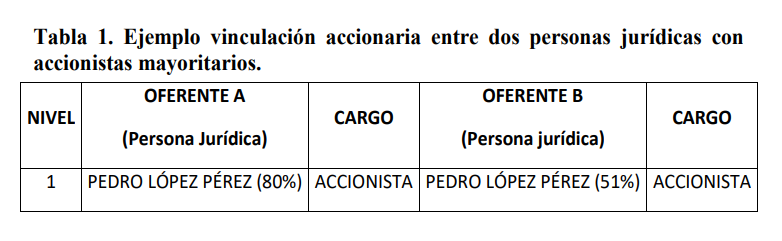 Tabla 1. Ejemplo vinculación accionaria entre dos personas jurídicas con
accionistas mayoritarios.
NIVEL
OFERENTE A
(Persona Jurídica)
CARGO
OFERENTE B
(Persona jurídica)
CARGO
1
PEDRO LÓPEZ PÉREZ (80%)
ACCIONISTA
PEDRO LÓPEZ PÉREZ (51%)
ACCIONISTA